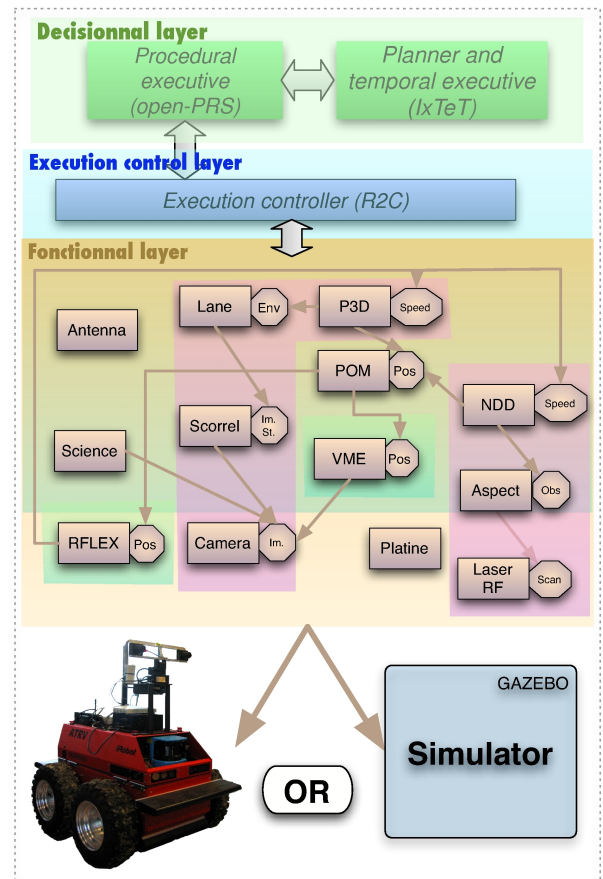 Decisionnal layer
Procedural
executive
(open-PRS)
Planner and
temporal executive
(IxTeT)
Execution control layer
Execution controller (R2C)
Fonctionnal layer
Lane
Env
P3D
Speed
Antenna
POM
Pos
NDD
Speed
Scorrel
Im.
St.
Science
VME
Pos
Aspect
Obs
RFLEX
Pos
Camera
Im.
Platine
Laser
RF
Scan
GAZEBO
Simulator
OR
ATRV
iRobot